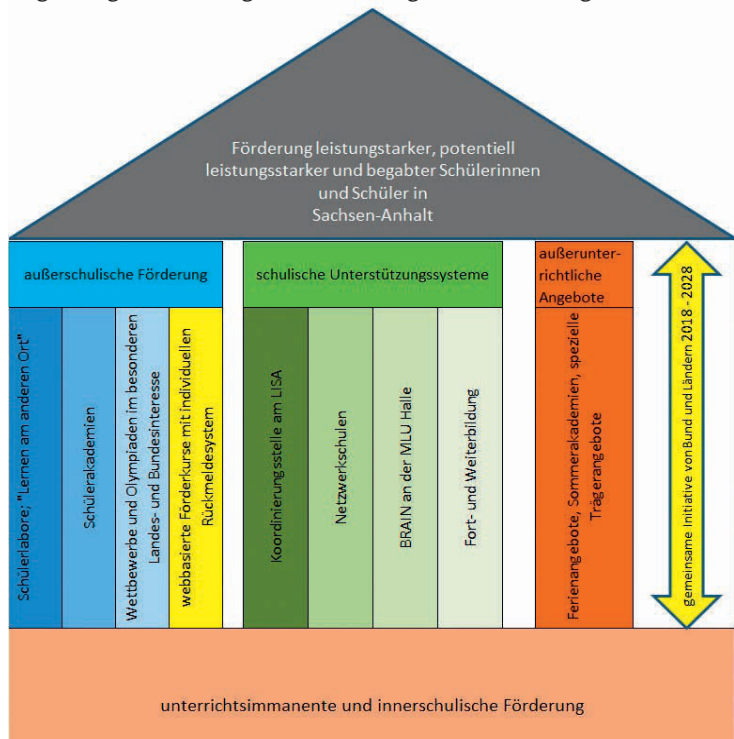 Förderung leistungstarker, potentiell
leistungsstarker und begabter Schülerinnen
und Schüler in
Sachsen-Anhalt
außerschulische Förderung
schulische Unterstützungssysteme
außerunter-
richtliche
Angebote
Schülerlabore; "Lernen am anderen Ort"
Schülerakademien
Wettbewerbe und Olympiaden im besonderen
Landes- und Bundesinteresse
webbasierte Förderkurse mit individuellen
Rückmeldesystem
Koordinierungsstelle am LISA
Netzwerkschulen
BRAIN an der MLU Halle
Fort- und Weiterbildung
Ferienangebote, Sommerakademien, spezielle
Trägerangebote
gemeinsame Initiative von Bund und Ländern 2018 - 2028
unterrichtsimmanente und innerschulische Förderung